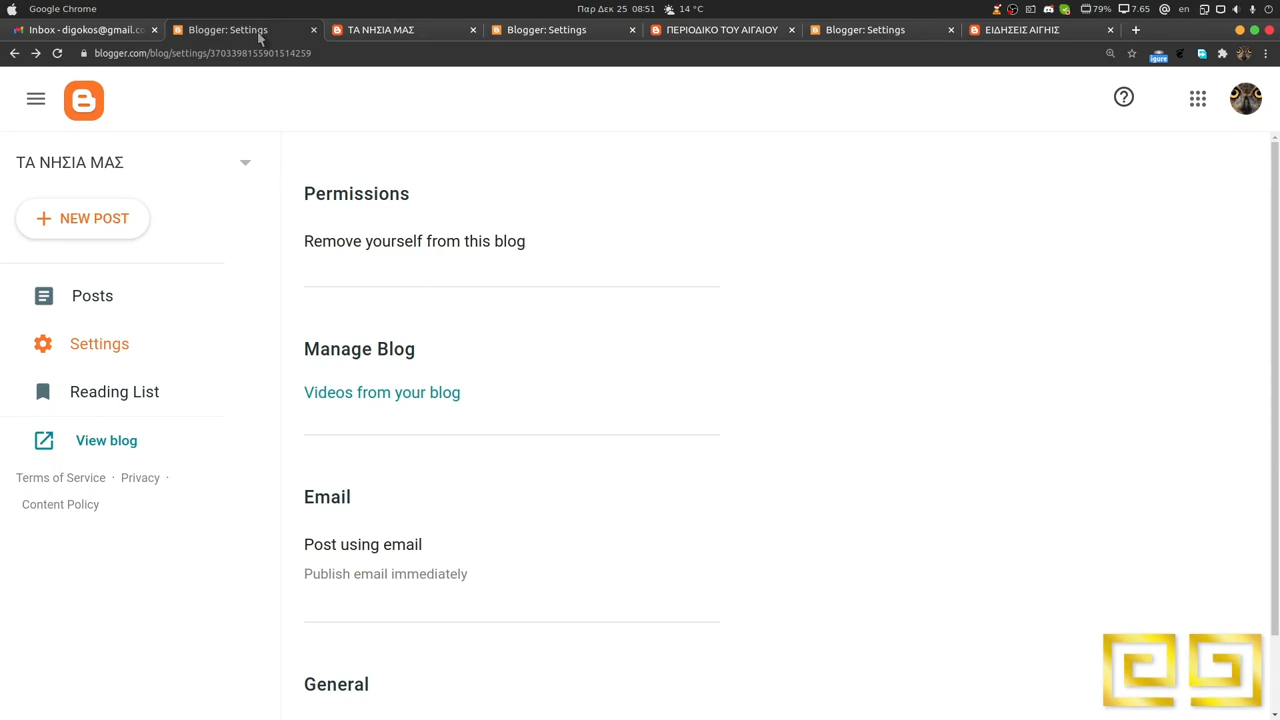 Google Chrome
Παρ Δεκ 25 08:51 14 °C
79% 7.65 en
Inbox - digokos@gmail.co
Blogger: Settings
ΤΑ ΝΗΣΙΑ ΜΑΣ
Blogger: Settings
ΠΕΡΙΟΔΙΚΟ ΤΟΥ ΑΙΓΑΙΟΥ
Blogger: Settings
ΕΙΔΗΣΕΙΣ ΑΙΓΗΙΣ
blogger.com/blog/settings/3703398155901514259
igure
ΤΑ ΝΗΣΙΑ ΜΑΣ
NEW POST
Posts
Settings
Reading List
View blog
Terms of Service · Privacy ·
Content Policy
Permissions
Remove yourself from this blog
Manage Blog
Videos from your blog
Email
Post using email
Publish email immediately
General